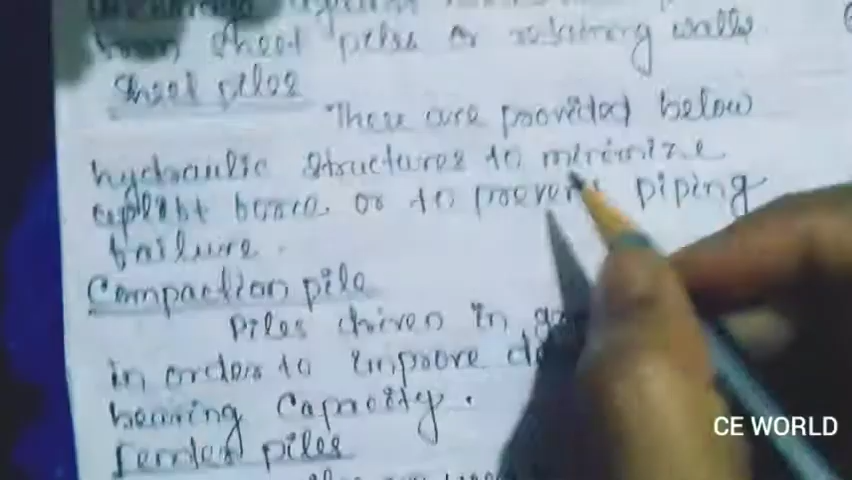 sheet piles or retaining walls
Sheet piles
These are provided below
hydraulic structures to minimize
uplift force or to prevent piping
failure.
Compaction pile
Piles driven in
in order to improve
bearing capacity.
Fender piles
CE WORLD